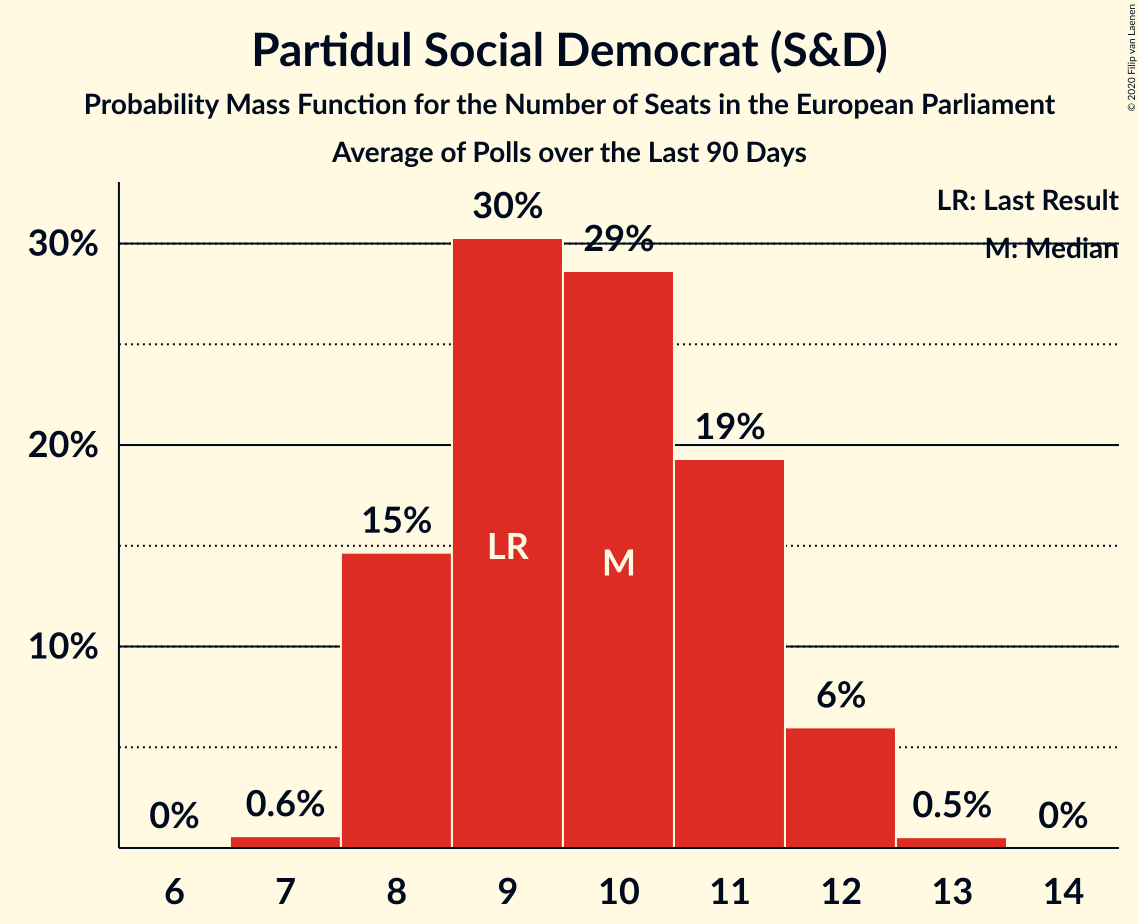 Partidul Social Democrat (S&D)
Probability Mass Function for the Number of Seats in the European Parliament
Average of Polls over the Last 90 Days
© 2020 Filip van Laenen
LR: Last Result
M: Median
30%
20%
10%
0%
0.6%
15%
30%
29%
19%
6%
0.5%
0%
LR
M
6 7 8 9 10 11 12 13 14